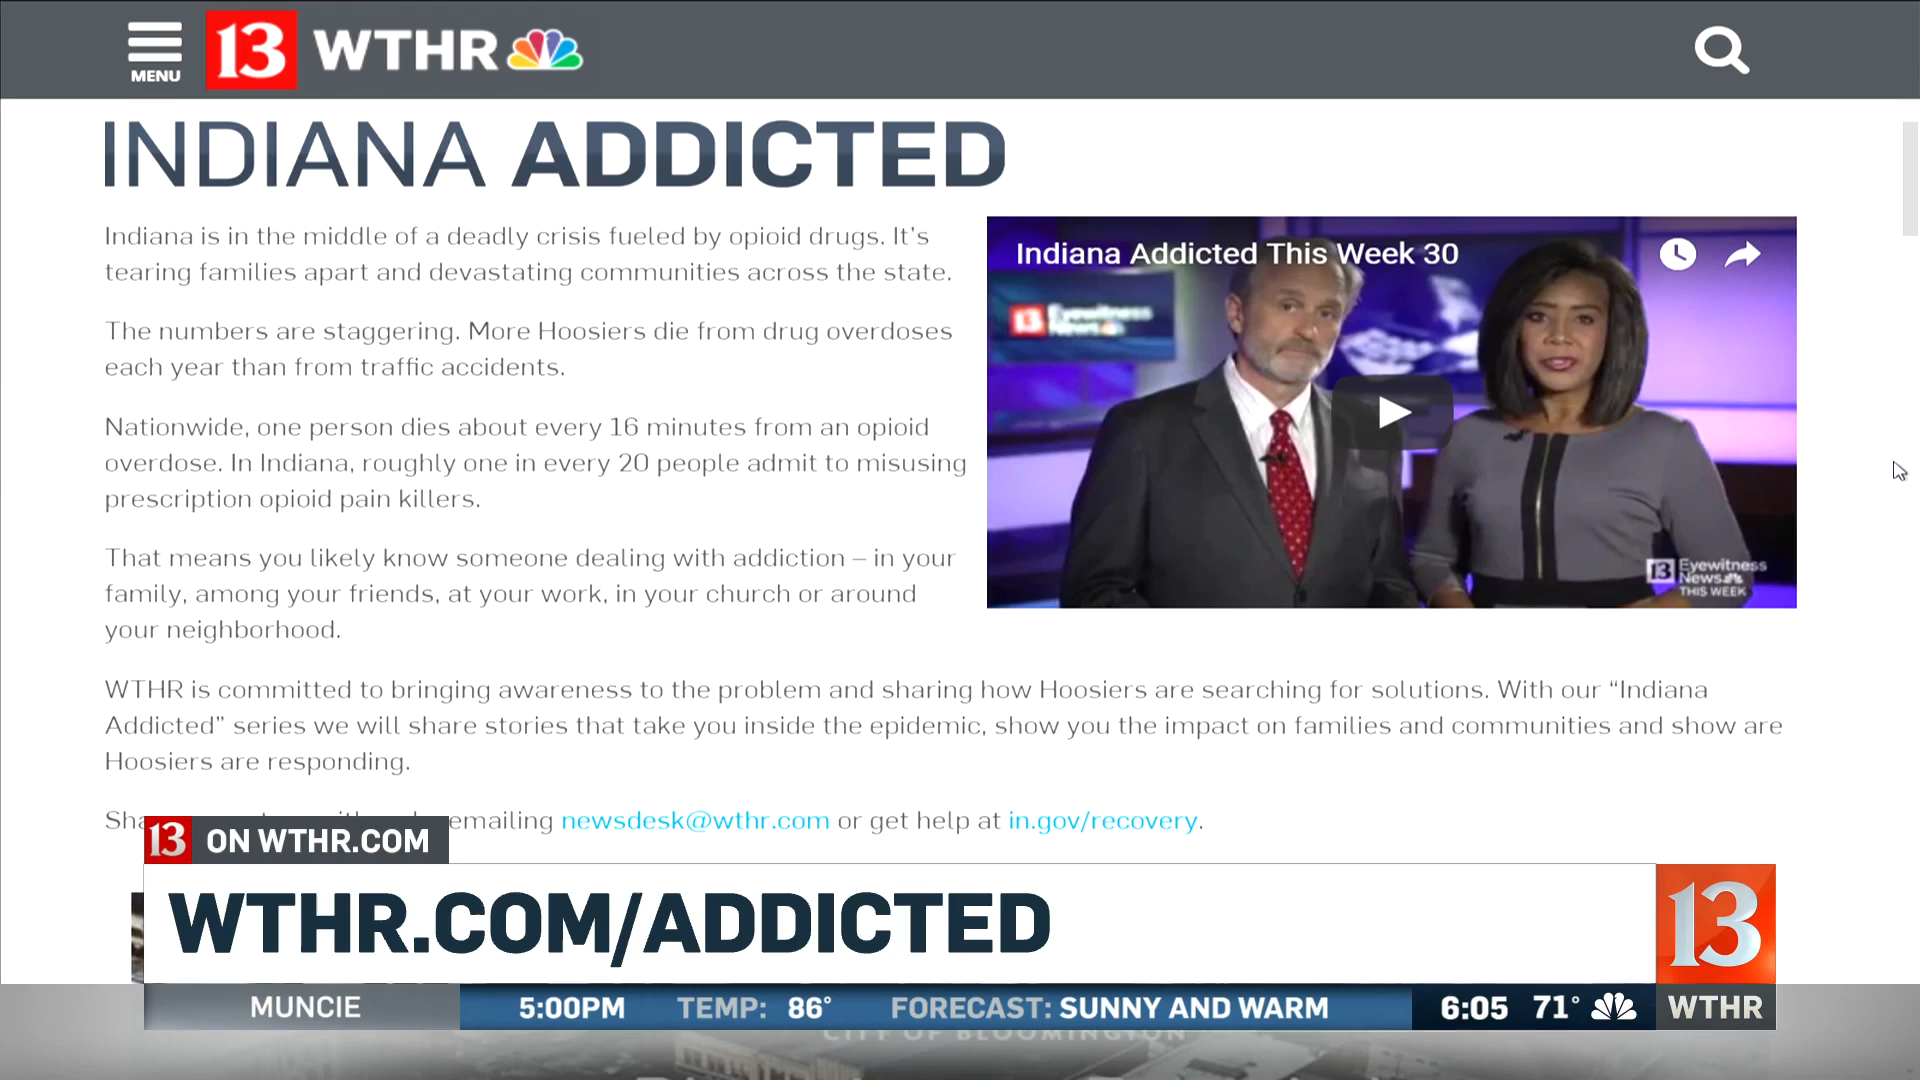 MENU
13 WTHR
INDIANA ADDICTED
Indiana is in the middle of a deadly crisis fueled by opioid drugs. It's
tearing families apart and devastating communities across the state.
The numbers are staggering. More Hoosiers die from drug overdoses
each year than from traffic accidents.
Nationwide, one person dies about every 16 minutes from an opioid
overdose. In Indiana, roughly one in every 20 people admit to misusing
prescription opioid pain killers.
That means you likely know someone dealing with addiction – in your
family, among your friends, at your work, in your church or around
your neighborhood.
Indiana Addicted This Week 30
13 Eyewitness
News
13 Eyewitness
News
THIS WEEK
WTHR is committed to bringing awareness to the problem and sharing how Hoosiers are searching for solutions. With our “Indiana
Addicted” series we will share stories that take you inside the epidemic, show you the impact on families and communities and show are
Hoosiers are responding.
emailing newsdesk@wthr.com or get help at in.gov/recovery.
13 ON WTHR.COM
WTHR.COM/ADDICTED
13
MUNCIE 5:00PM TEMP: 86° FORECAST: SUNNY AND WARM 6:05 71° WTHR
CITY OF BLOOMINGTON